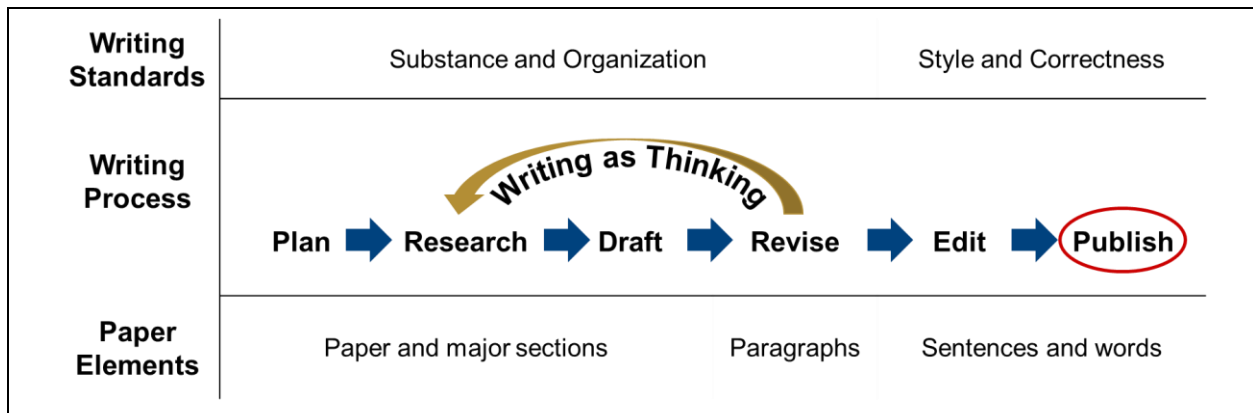 Writing
Standards
Substance and Organization
Style and Correctness
Writing
Process
Writing as Thinking
Plan
Research
Draft
Revise
Edit
Publish
Paper
Elements
Paper and major sections
Paragraphs
Sentences and words